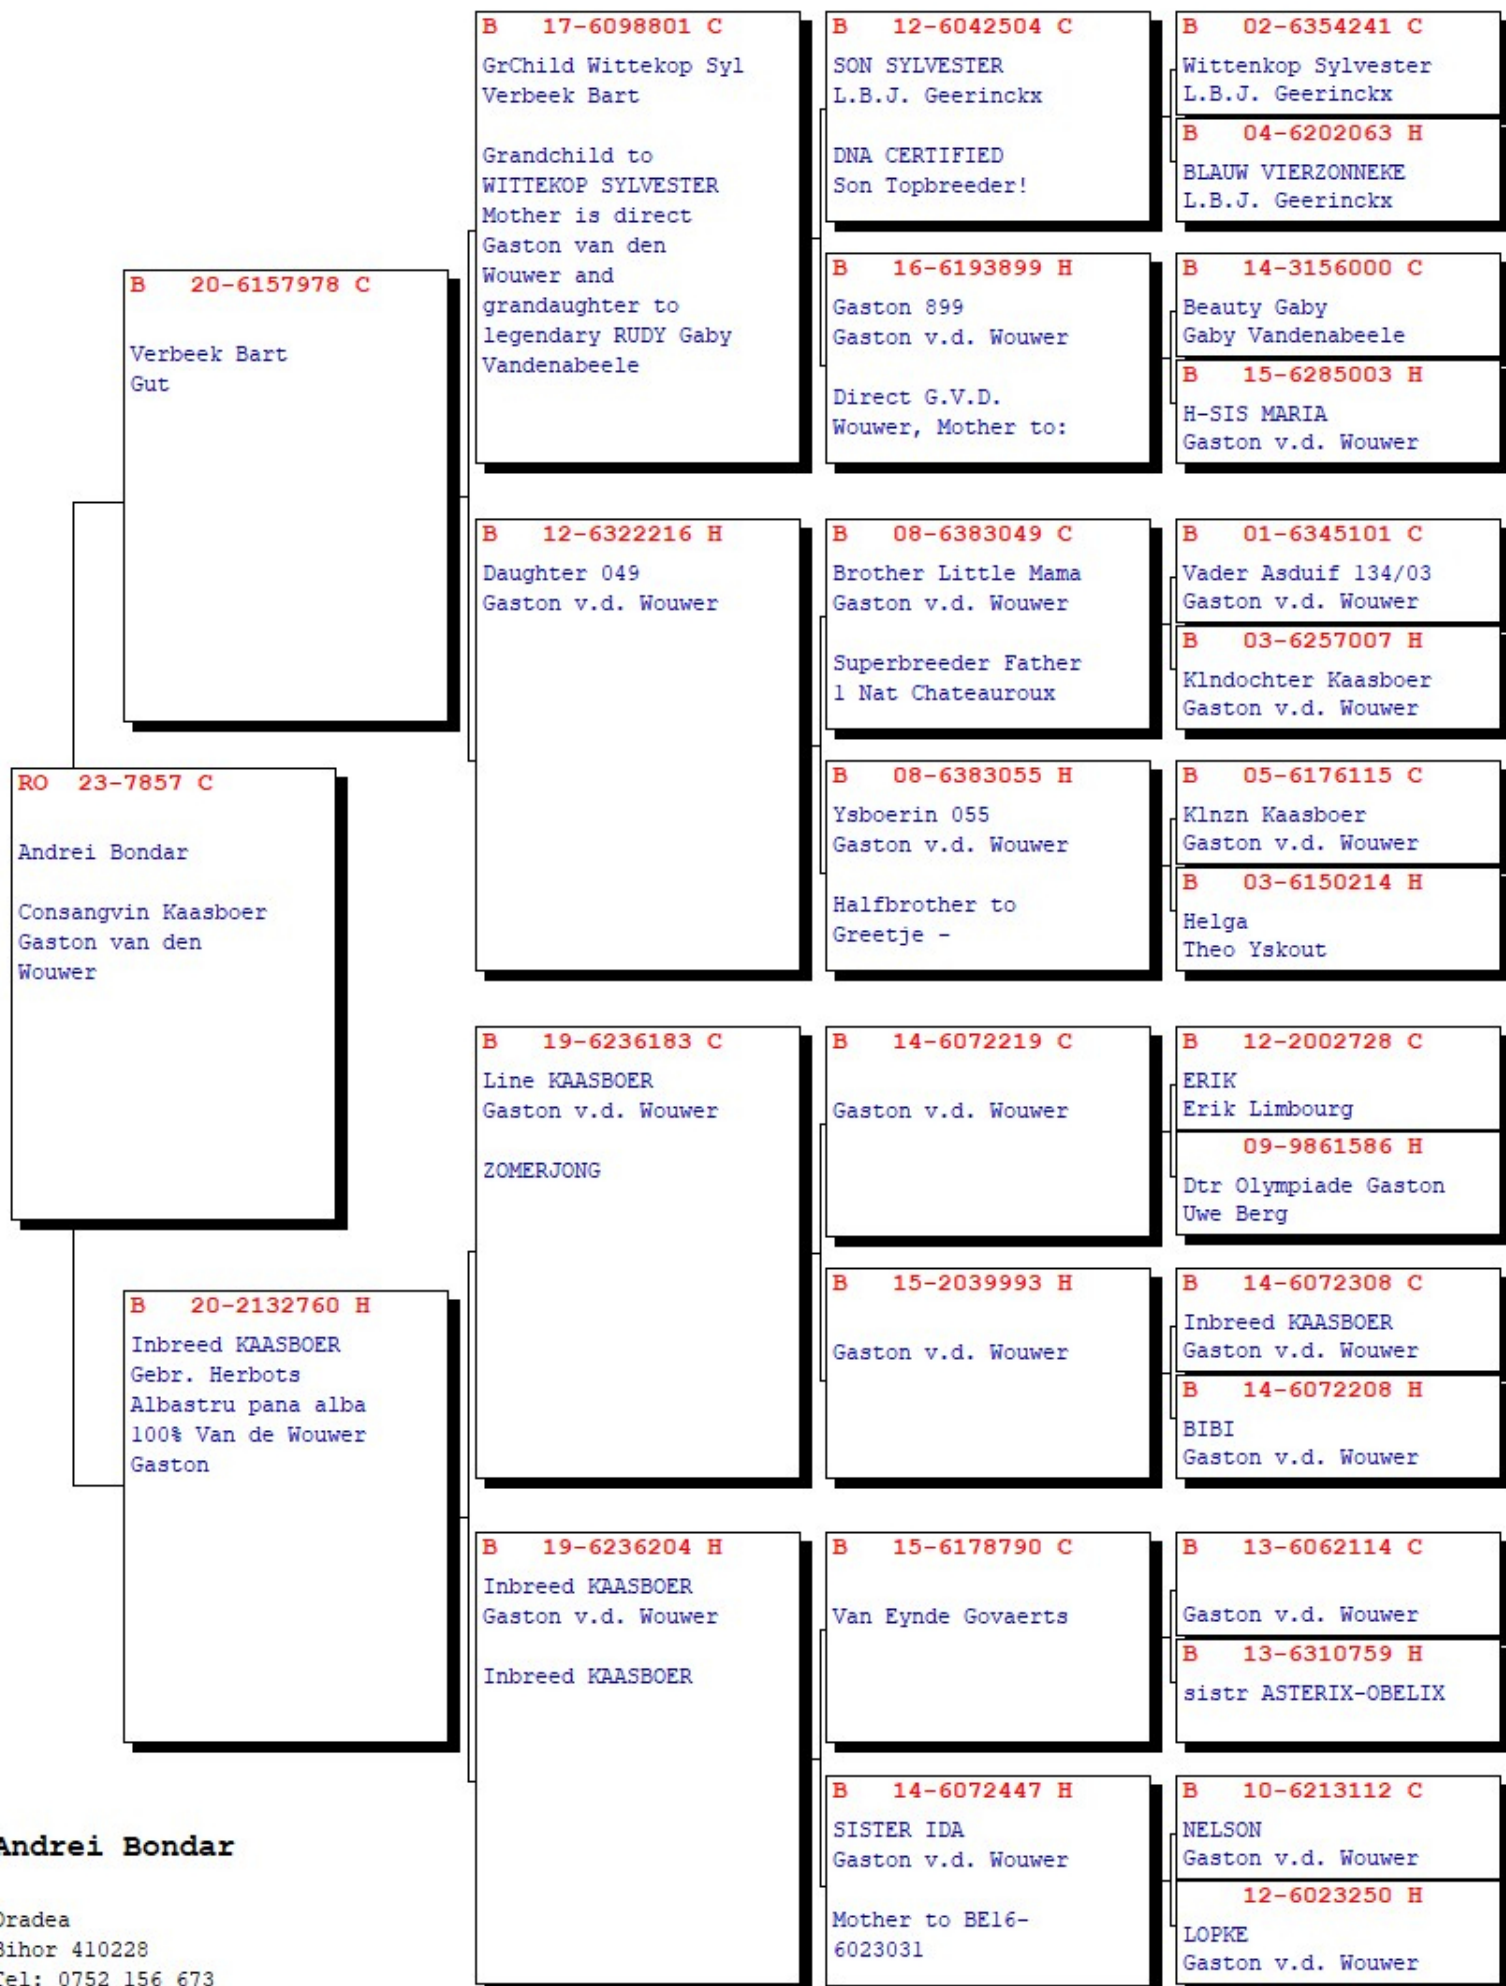 B 17-6098801 C
GrChild Wittekop Syl
Verbeek Bart
Grandchild to
WITTEKOP SYLVESTER
Mother is direct
Gaston van den
Wouwer and
grandaughter to
legendary RUDY Gaby
Vandenabeele
B 12-6042504 C
SON SYLVESTER
L.B.J. Geerinckx
DNA CERTIFIED
Son Topbreeder!
B 02-6354241 C
Wittenkop Sylvester
L.B.J. Geerinckx
B 04-6202063 H
BLAUW VIERZONNEKE
L.B.J. Geerinckx
B 16-6193899 H
Gaston 899
Gaston v.d. Wouwer
Direct G.V.D.
Wouwer, Mother to:
B 14-3156000 C
Beauty Gaby
Gaby Vandenabeele
B 15-6285003 H
H-SIS MARIA
Gaston v.d. Wouwer
B 20-6157978 C
Verbeek Bart
Gut
B 12-6322216 H
Daughter 049
Gaston v.d. Wouwer
B 08-6383049 C
Brother Little Mama
Gaston v.d. Wouwer
Superbreeder Father
1 Nat Chateauroux
B 01-6345101 C
Vader Asduif 134/03
Gaston v.d. Wouwer
B 03-6257007 H
Klndochter Kaasboer
Gaston v.d. Wouwer
B 08-6383055 H
Ysboerin 055
Gaston v.d. Wouwer
Halfbrother to
Greetje -
B 05-6176115 C
Klnzn Kaasboer
Gaston v.d. Wouwer
B 03-6150214 H
Helga
Theo Yskout
RO 23-7857 C
Andrei Bondar
Consangvin Kaasboer
Gaston van den
Wouwer
B 19-6236183 C
Line KAASBOER
Gaston v.d. Wouwer
ZOMERJONG
B 14-6072219 C
Gaston v.d. Wouwer
B 12-2002728 C
ERIK
Erik Limbourg
09-9861586 H
Dtr Olympiade Gaston
Uwe Berg
B 15-2039993 H
Gaston v.d. Wouwer
B 14-6072308 C
Inbreed KAASBOER
Gaston v.d. Wouwer
B 14-6072208 H
BIBI
Gaston v.d. Wouwer
B 20-2132760 H
Inbreed KAASBOER
Gebr. Herbots
Albastru pana alba
100% Van de Wouwer
Gaston
B 19-6236204 H
Inbreed KAASBOER
Gaston v.d. Wouwer
Inbreed KAASBOER
B 15-6178790 C
Van Eynde Govaerts
B 13-6062114 C
Gaston v.d. Wouwer
B 13-6310759 H
sistr ASTERIX-OBELIX
B 14-6072447 H
SISTER IDA
Gaston v.d. Wouwer
Mother to BE16-
6023031
B 10-6213112 C
NELSON
Gaston v.d. Wouwer
12-6023250 H
LOPKE
Gaston v.d. Wouwer
Andrei Bondar
Oradea
Bihor 410228
Tel: 0752 156 673